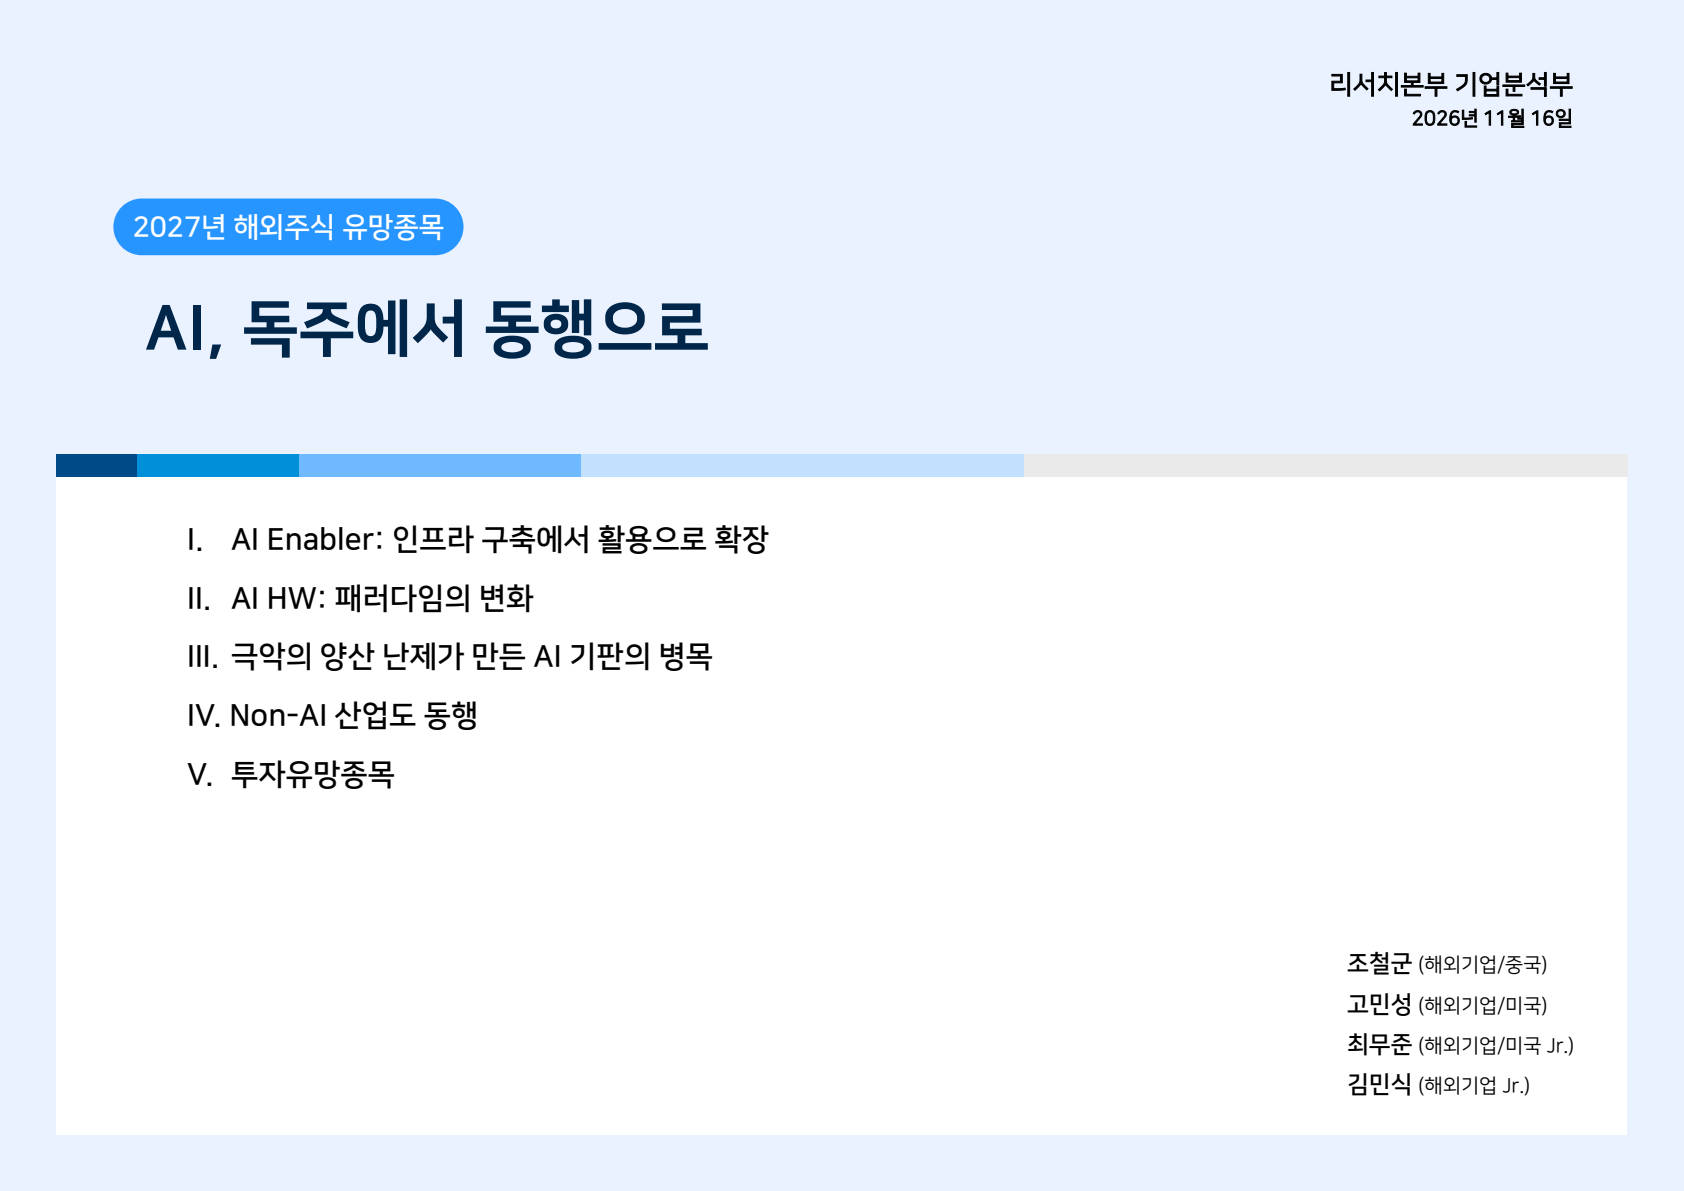 리서치본부 기업분석부
2026년 11월 16일
2027년 해외주식 유망종목
AI, 독주에서 동행으로
I. AI Enabler: 인프라 구축에서 활용으로 확장
II. AI HW: 패러다임의 변화
III. 극악의 양산 난제가 만든 AI 기판의 병목
IV. Non-AI 산업도 동행
V. 투자유망종목
조철군 (해외기업/중국)
고민성 (해외기업/미국)
최무준 (해외기업/미국 Jr.)
김민식 (해외기업 Jr.)